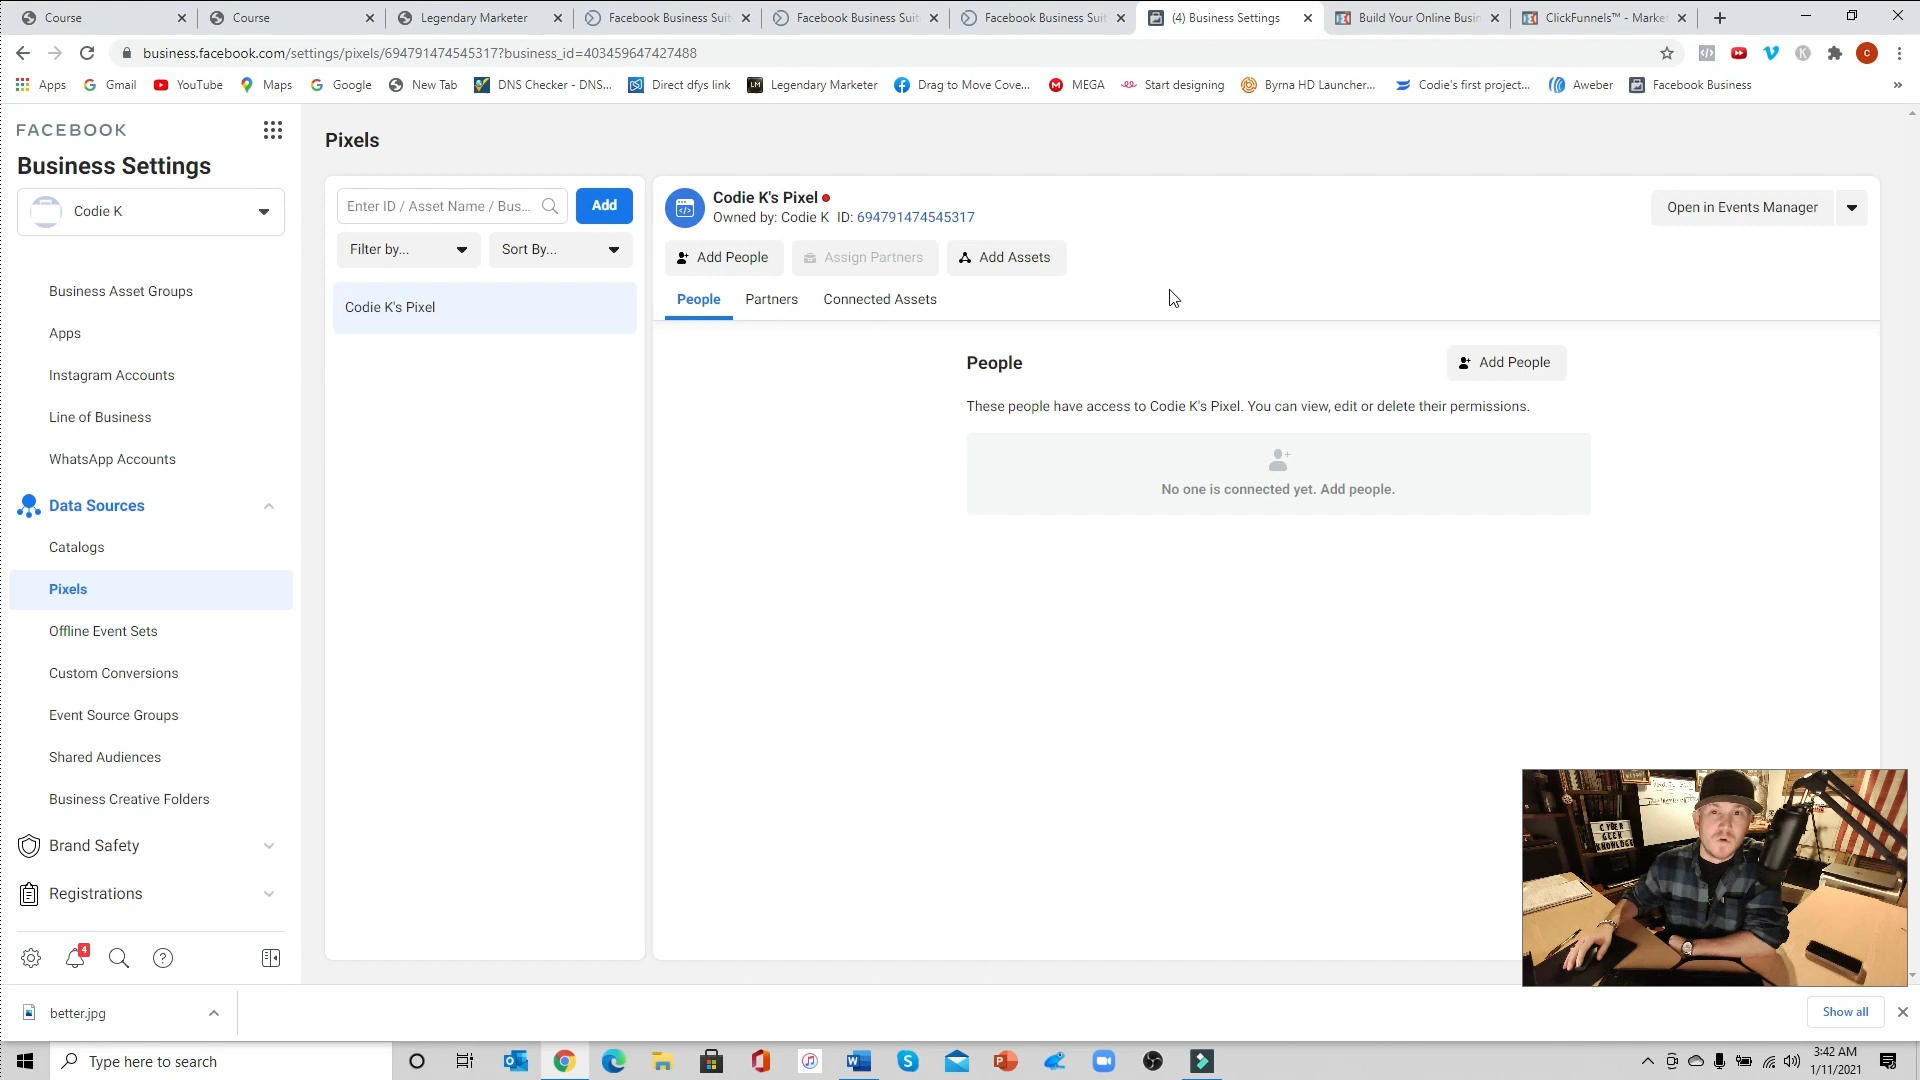 Course
Course
Legendary Marketer
Facebook Business Suit
Facebook Business Suit
Facebook Business Suit
(4) Business Settings
Build Your Online Busin
ClickFunnels™ - Market
business.facebook.com/settings/pixels/694791474545317?business_id=403459647427488
C
Apps
Gmail
YouTube
Maps
Google
New Tab
DNS Checker - DNS...
Direct dfys link
Legendary Marketer
Drag to Move Cove...
MEGA
Start designing
Byrna HD Launcher...
Codie's first project...
Aweber
Facebook Business
»
FACEBOOK
Business Settings
Codie K
Business Asset Groups
Apps
Instagram Accounts
Line of Business
WhatsApp Accounts
Data Sources
Catalogs
Pixels
Offline Event Sets
Custom Conversions
Event Source Groups
Shared Audiences
Business Creative Folders
Brand Safety
Registrations
4
Pixels
Enter ID / Asset Name / Bus...
Add
Filter by...
Sort By...
Codie K's Pixel
Codie K's Pixel
Owned by: Codie K ID: 694791474545317
Open in Events Manager
Add People
Assign Partners
Add Assets
People
Partners
Connected Assets
People
Add People
These people have access to Codie K's Pixel. You can view, edit or delete their permissions.
No one is connected yet. Add people.
CYBER
GEEK
KNOWLDGE
better.jpg
Show all
Type here to search
3:42 AM
1/11/2021